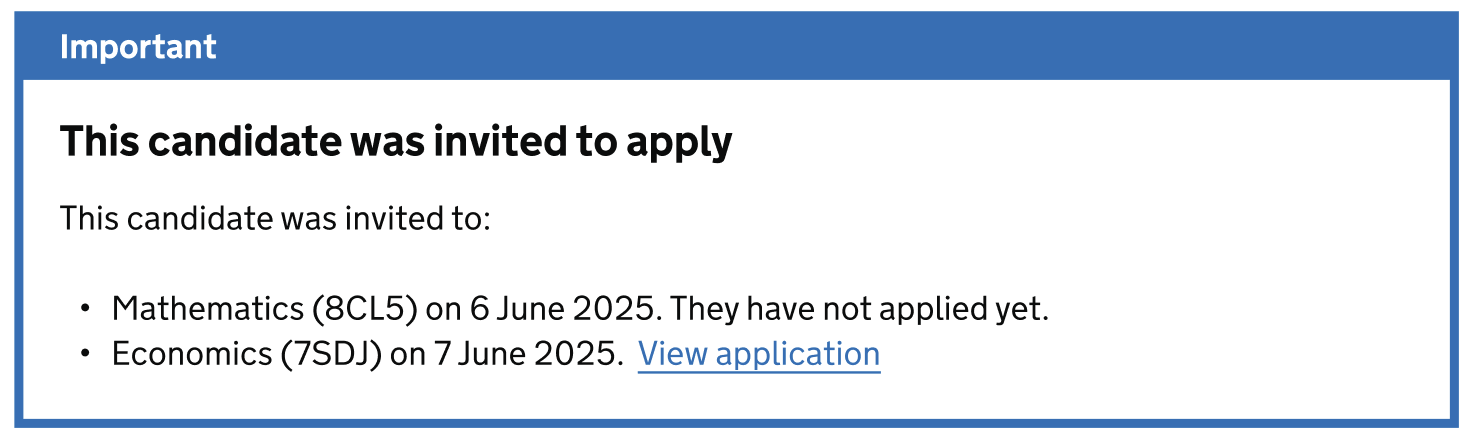 Important
This candidate was invited to apply
This candidate was invited to:
• Mathematics (8CL5) on 6 June 2025. They have not applied yet.
• Economics (7SDJ) on 7 June 2025. View application